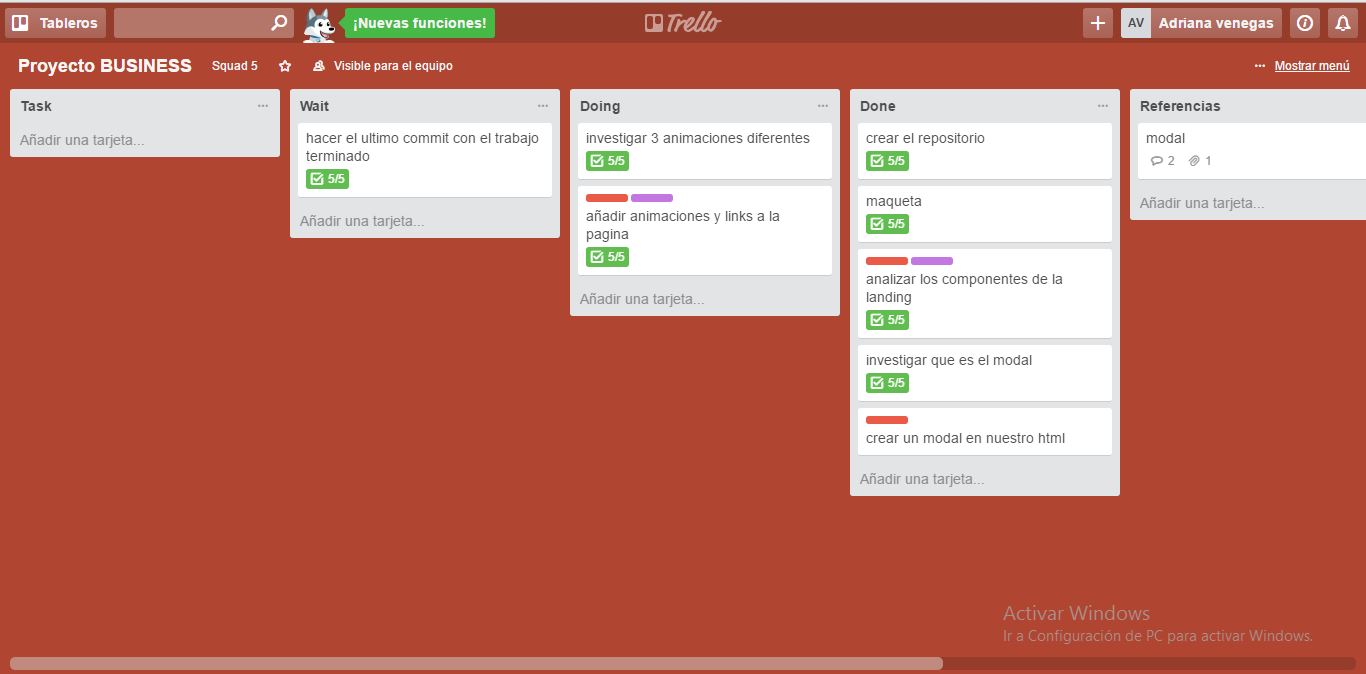 Tableros
¡Nuevas funciones!
Trello
AV
Adriana venegas
Proyecto BUSINESS
Squad 5
Visible para el equipo
... Mostrar menú
Task
Añadir una tarjeta...
Wait
hacer el ultimo commit con el trabajo
terminado
5/5
Añadir una tarjeta...
Doing
investigar 3 animaciones diferentes
5/5
añadir animaciones y links a la
pagina
5/5
Añadir una tarjeta...
Done
crear el repositorio
5/5
maqueta
5/5
analizar los componentes de la
landing
5/5
investigar que es el modal
5/5
crear un modal en nuestro html
Añadir una tarjeta...
Referencias
modal
2 1
Añadir una tarjeta...
Activar Windows
Ir a Configuración de PC para activar Windows.